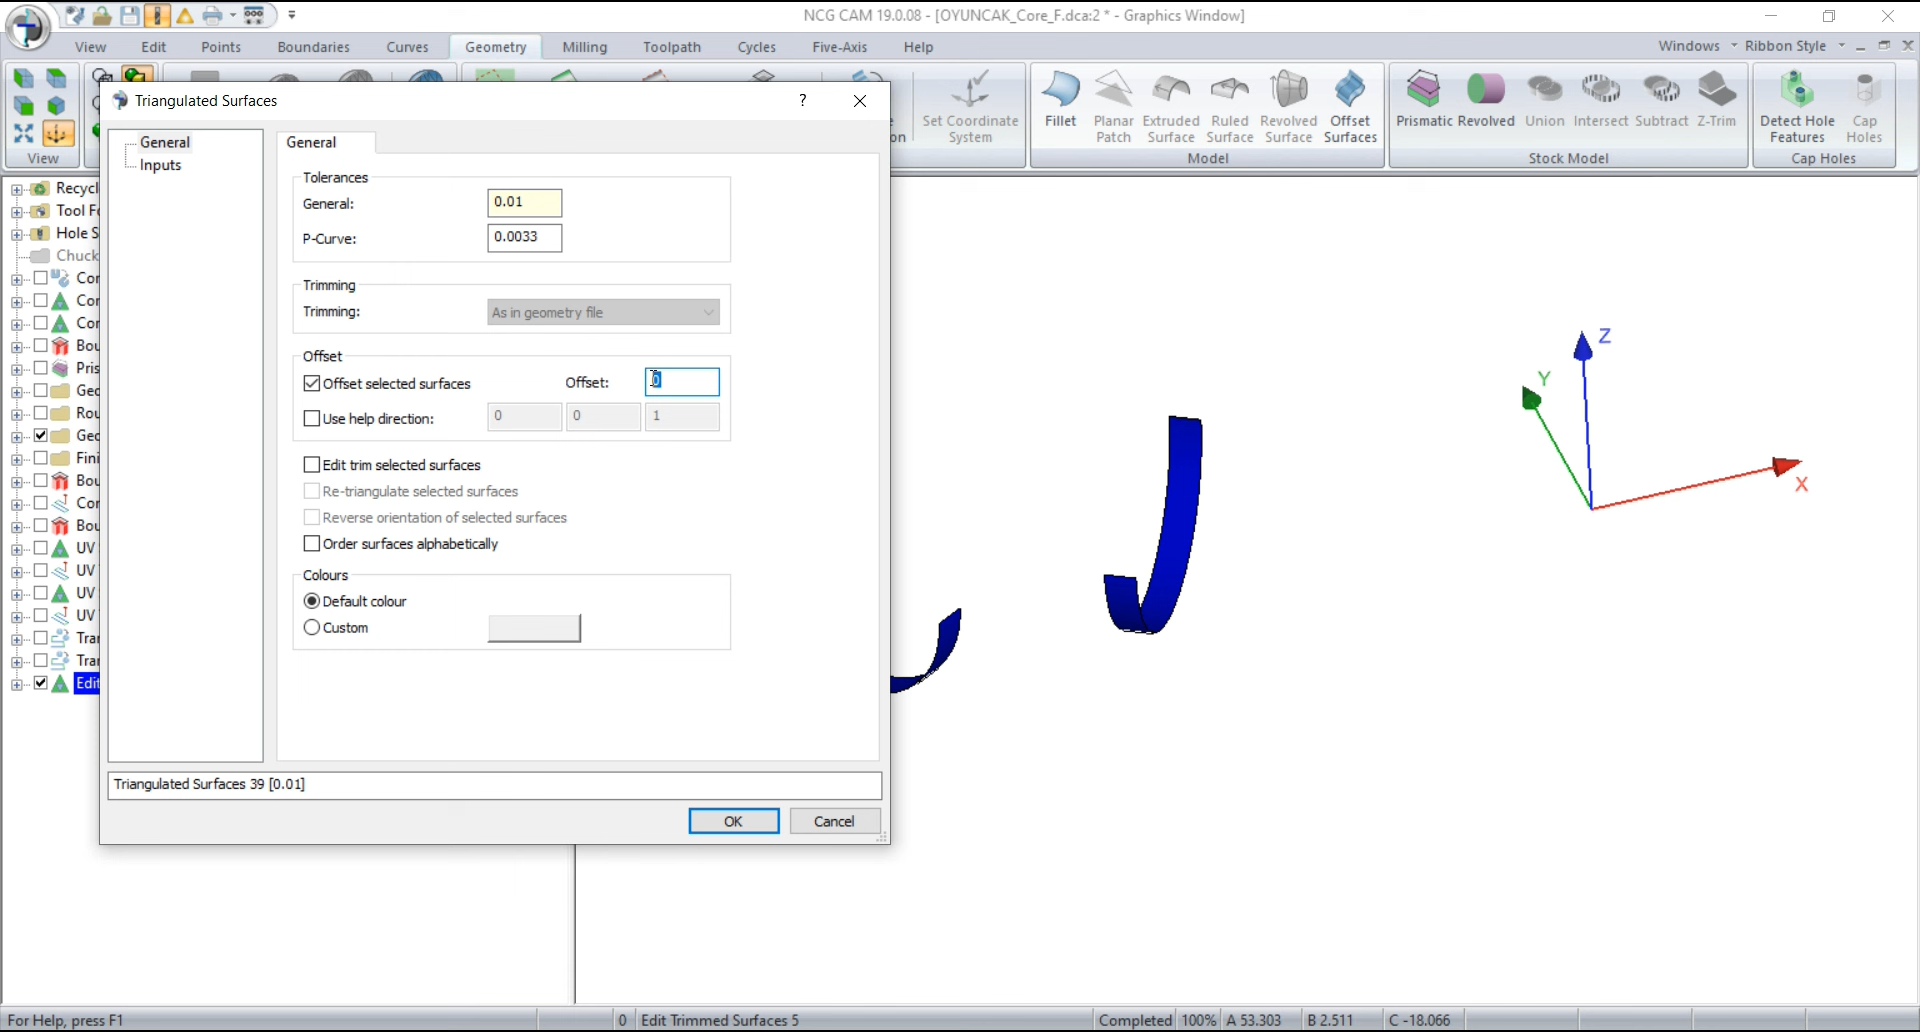 NCG CAM 19.0.08 - [OYUNCAK_Core_F.dca:2 * - Graphics Window]
View Edit Points Boundaries Curves Geometry Milling Toolpath Cycles Five-Axis Help Windows Ribbon Style
Set Coordinate System
Fillet
Planar Patch
Extruded Surface
Ruled Surface
Revolved Surface
Offset Surfaces
Prismatic Revolved Union Intersect Subtract Z-Trim
Detect Hole Features
Cap Holes
View Model Stock Model Cap Holes
Triangulated Surfaces ?
General
Inputs
General
Tolerances
General: 0.01
P-Curve: 0.0033
Trimming
Trimming: As in geometry file
Offset
Offset selected surfaces Offset: 0
Use help direction: 0 0 1
Edit trim selected surfaces
Re-triangulate selected surfaces
Reverse orientation of selected surfaces
Order surfaces alphabetically
Colours
Default colour
Custom
Triangulated Surfaces 39 [0.01]
OK Cancel
Recycl
Tool Fo
Hole S
Chuck
Cor
Cor
Cor
Bou
Pris
Geo
Rou
Geo
Fini
Bou
Cor
Bou
UV
UV
UV
UV
Tra
Tra
Edit
Z
Y
X
For Help, press F1 0 Edit Trimmed Surfaces 5 Completed 100% A 53.303 B 2.511 C -18.066